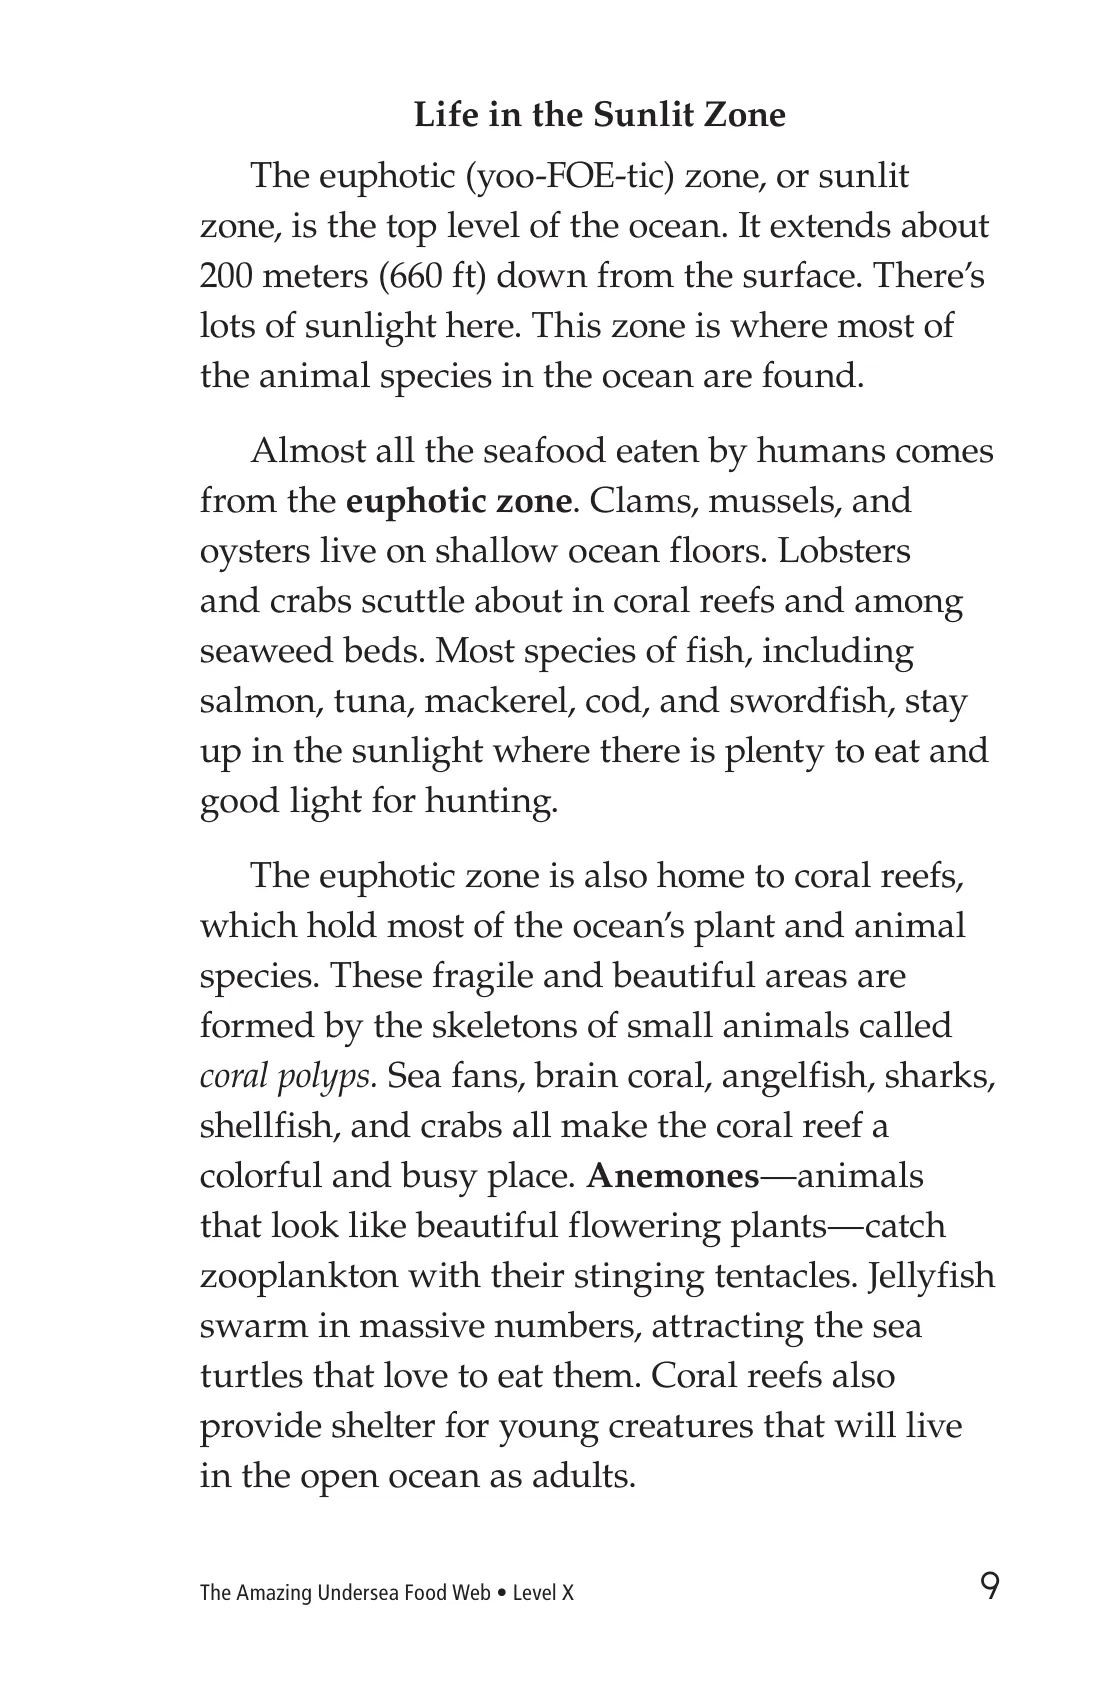 Life in the Sunlit Zone
The euphotic (yoo-FOE-tic) zone, or sunlit
zone, is the top level of the ocean. It extends about
200 meters (660 ft) down from the surface. There’s
lots of sunlight here. This zone is where most of
the animal species in the ocean are found.
Almost all the seafood eaten by humans comes
from the euphotic zone. Clams, mussels, and
oysters live on shallow ocean floors. Lobsters
and crabs scuttle about in coral reefs and among
seaweed beds. Most species of fish, including
salmon, tuna, mackerel, cod, and swordfish, stay
up in the sunlight where there is plenty to eat and
good light for hunting.
The euphotic zone is also home to coral reefs,
which hold most of the ocean’s plant and animal
species. These fragile and beautiful areas are
formed by the skeletons of small animals called
coral polyps. Sea fans, brain coral, angelfish, sharks,
shellfish, and crabs all make the coral reef a
colorful and busy place. Anemones—animals
that look like beautiful flowering plants—catch
zooplankton with their stinging tentacles. Jellyfish
swarm in massive numbers, attracting the sea
turtles that love to eat them. Coral reefs also
provide shelter for young creatures that will live
in the open ocean as adults.
The Amazing Undersea Food Web • Level X
9